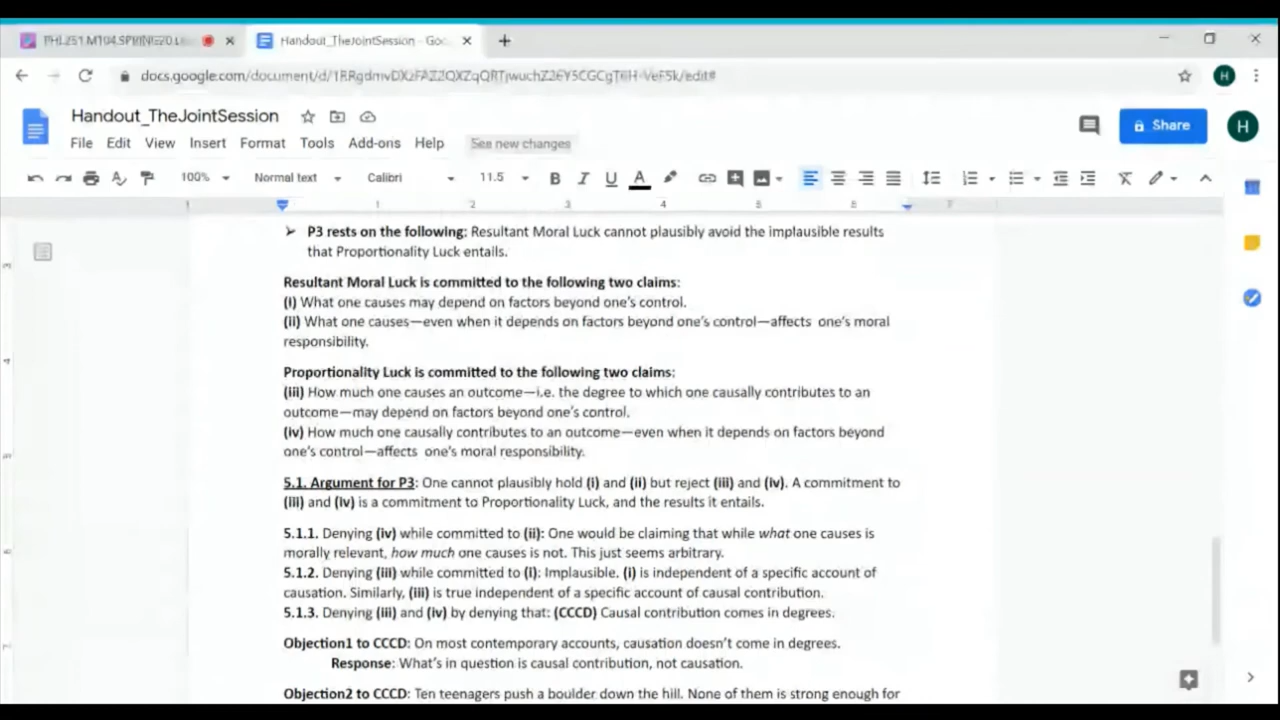 Handout_TheJointSession - Goo
Handout_TheJointSession
Share
H
H
File Edit View Insert Format Tools Add-ons Help See new changes
100% Normal text Calibri 11.5 B I U A
1 1 2 3 4 5 6 7
➤ P3 rests on the following: Resultant Moral Luck cannot plausibly avoid the implausible results
that Proportionality Luck entails.
Resultant Moral Luck is committed to the following two claims:
(i) What one causes may depend on factors beyond one's control.
(ii) What one causes—even when it depends on factors beyond one's control—affects one's moral
responsibility.
Proportionality Luck is committed to the following two claims:
(iii) How much one causes an outcome—i.e. the degree to which one causally contributes to an
outcome—may depend on factors beyond one's control.
(iv) How much one causally contributes to an outcome—even when it depends on factors beyond
one's control—affects one's moral responsibility.
5.1. Argument for P3: One cannot plausibly hold (i) and (ii) but reject (iii) and (iv). A commitment to
(iii) and (iv) is a commitment to Proportionality Luck, and the results it entails.
5.1.1. Denying (iv) while committed to (ii): One would be claiming that while what one causes is
morally relevant, how much one causes is not. This just seems arbitrary.
5.1.2. Denying (iii) while committed to (i): Implausible. (i) is independent of a specific account of
causation. Similarly, (iii) is true independent of a specific account of causal contribution.
5.1.3. Denying (iii) and (iv) by denying that: (CCCD) Causal contribution comes in degrees.
Objection1 to CCCD: On most contemporary accounts, causation doesn't come in degrees.
Response: What's in question is causal contribution, not causation.
Objection2 to CCCD: Ten teenagers push a boulder down the hill. None of them is strong enough for